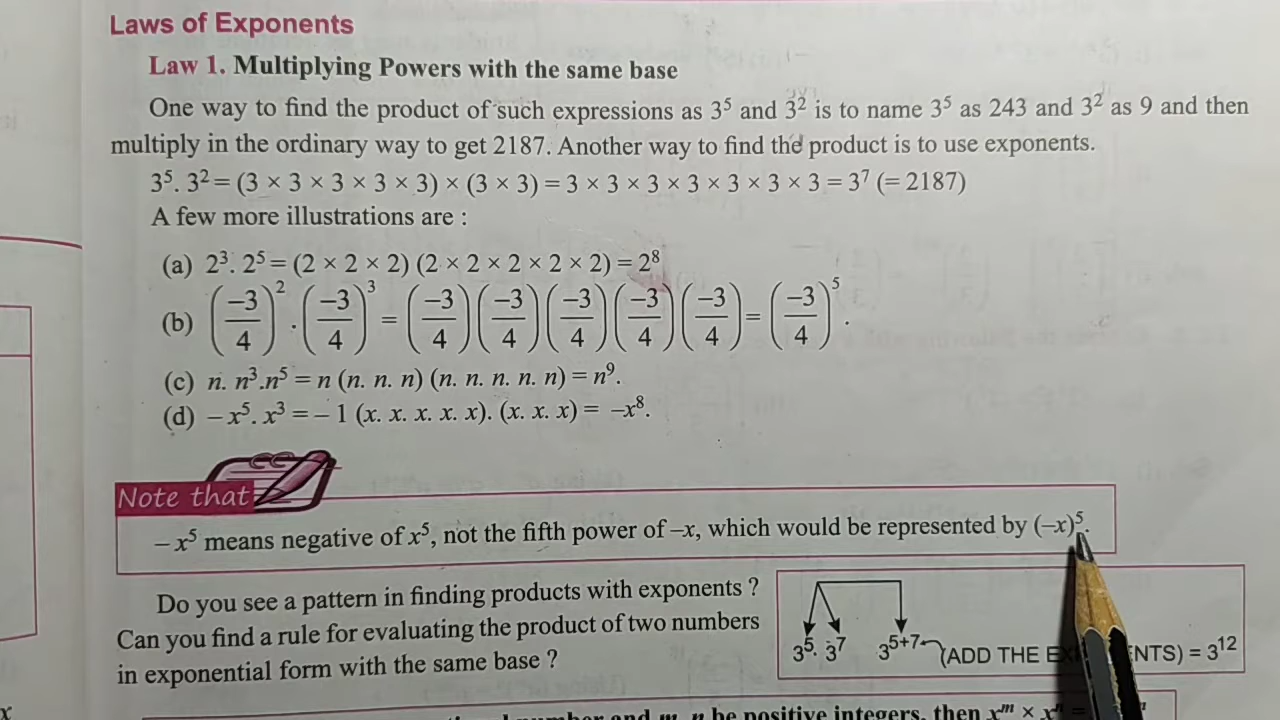 Laws of Exponents
Law 1. Multiplying Powers with the same base
One way to find the product of such expressions as 3⁵ and 3² is to name 3⁵ as 243 and 3² as 9 and then
multiply in the ordinary way to get 2187. Another way to find the product is to use exponents.
3⁵. 3² = (3 × 3 × 3 × 3 × 3) × (3 × 3) = 3 × 3 × 3 × 3 × 3 × 3 × 3 = 3⁷ (= 2187)
A few more illustrations are :
(a) 2³. 2⁵ = (2 × 2 × 2) (2 × 2 × 2 × 2 × 2) = 2⁸
(b) (−3/4)² . (−3/4)³ = (−3/4) (−3/4) (−3/4) (−3/4) (−3/4) = (−3/4)⁵.
(c) n. n³.n⁵ = n (n. n. n) (n. n. n. n. n) = n⁹.
(d) – x⁵. x³ = – 1 (x. x. x. x. x). (x. x. x) = –x⁸.
Note that
– x⁵ means negative of x⁵, not the fifth power of –x, which would be represented by (–x)⁵.
Do you see a pattern in finding products with exponents ?
Can you find a rule for evaluating the product of two numbers
in exponential form with the same base ?
3⁵. 3⁷ 3⁵⁺⁷ (ADD THE = 3¹²
number and m, n be positive integers, then xᵐ ×
x